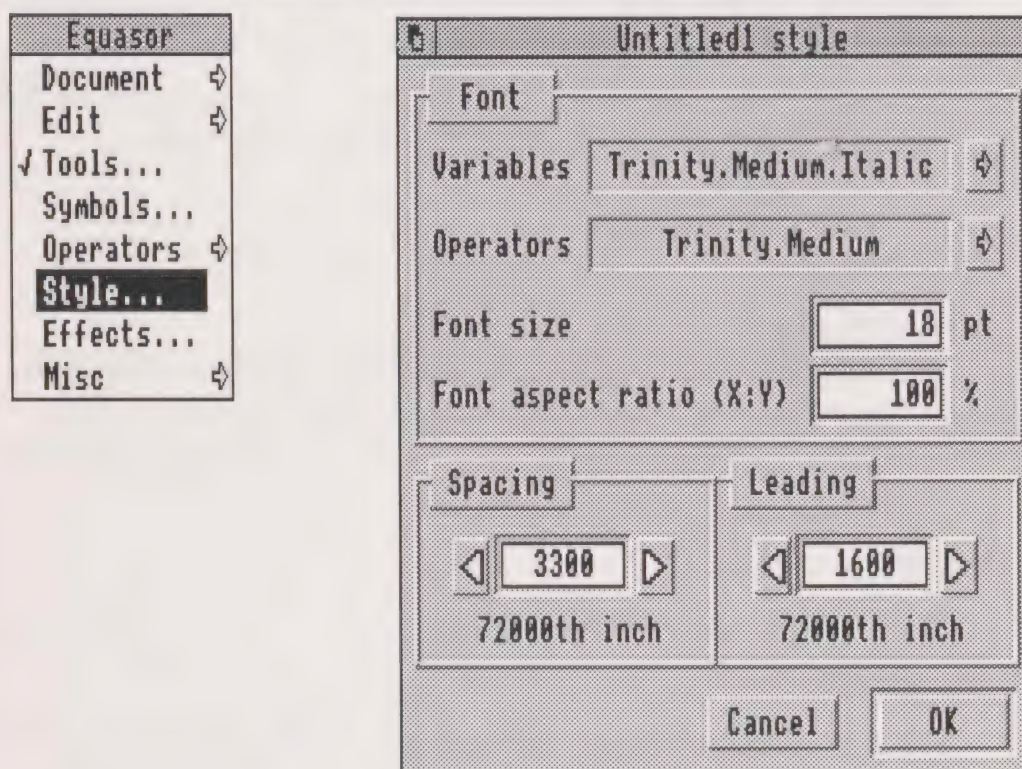 Equasor
Document
Edit
√ Tools...
Symbols...
Operators
Style...
Effects...
Misc
Untitled1 style
Font
Variables Trinity.Medium.Italic
Operators Trinity.Medium
Font size 18 pt
Font aspect ratio (X:Y) 100 %
Spacing Leading
3300 1600
72000th inch 72000th inch
Cancel OK